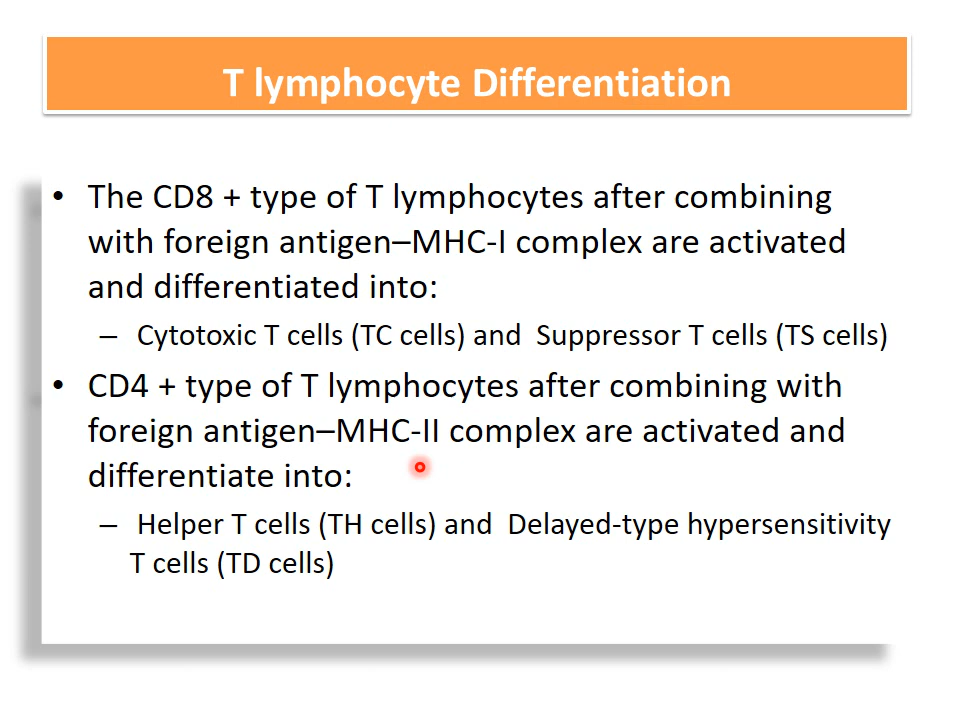 T lymphocyte Differentiation
• The CD8 + type of T lymphocytes after combining
with foreign antigen–MHC-I complex are activated
and differentiated into:
– Cytotoxic T cells (TC cells) and Suppressor T cells (TS cells)
• CD4 + type of T lymphocytes after combining with
foreign antigen–MHC-II complex are activated and
differentiate into:
– Helper T cells (TH cells) and Delayed-type hypersensitivity
T cells (TD cells)